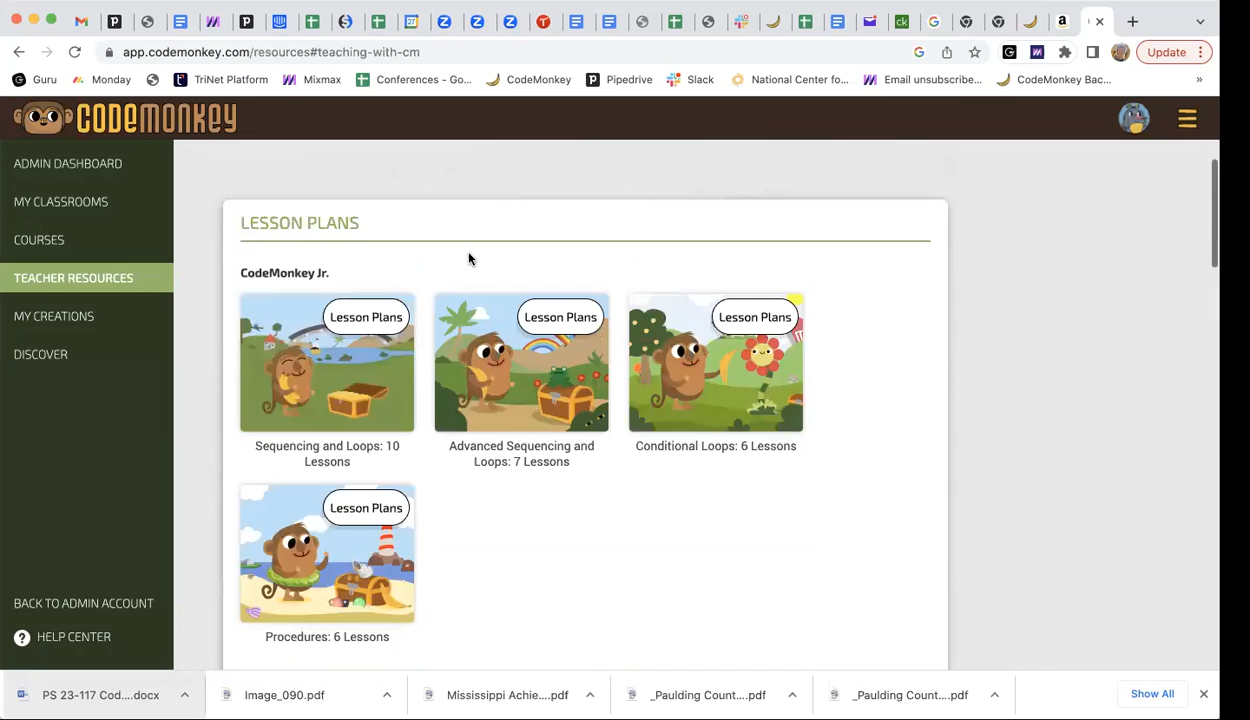 app.codemonkey.com/resources#teaching-with-cm
Update
Guru
Monday
TriNet Platform
Mixmax
Conferences - Go...
CodeMonkey
Pipedrive
Slack
National Center fo...
Email unsubscribe...
CodeMonkey Bac...
»
CODEMONKEY
ADMIN DASHBOARD
MY CLASSROOMS
COURSES
TEACHER RESOURCES
MY CREATIONS
DISCOVER
BACK TO ADMIN ACCOUNT
? HELP CENTER
LESSON PLANS
CodeMonkey Jr.
Lesson Plans
Lesson Plans
Lesson Plans
Sequencing and Loops: 10
Lessons
Advanced Sequencing and
Loops: 7 Lessons
Conditional Loops: 6 Lessons
Lesson Plans
Procedures: 6 Lessons
PS 23-117 Cod....docx
Image_090.pdf
Mississippi Achie....pdf
_Paulding Count....pdf
_Paulding Count....pdf
Show All